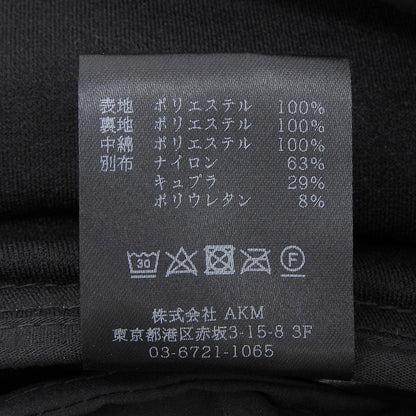 表地 ポリエステル 100%
裏地 ポリエステル 100%
中綿 ポリエステル 100%
別布 ナイロン 63%
キュプラ 29%
ポリウレタン 8%
30 F
株式会社 AKM
東京都港区赤坂3-15-8 3F
03-6721-1065